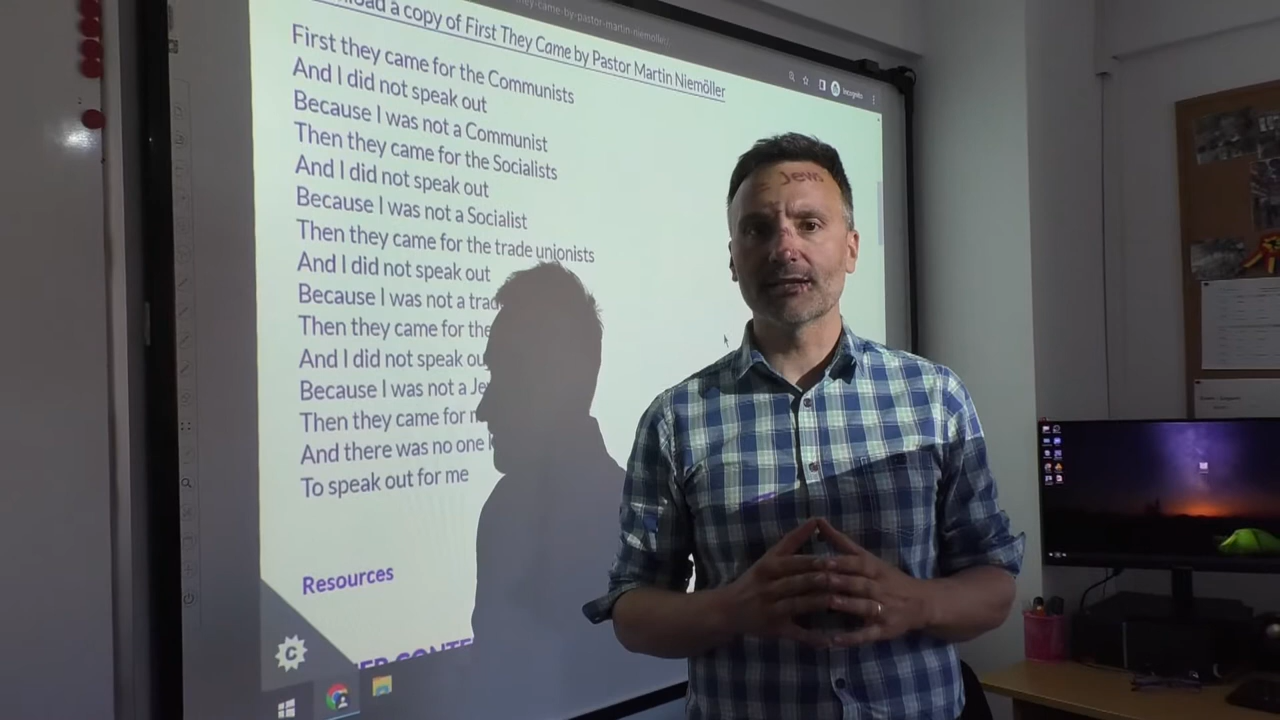 a copy of First They Came by Pastor Martin Niemöller
First they came for the Communists
And I did not speak out
Because I was not a Communist
Then they came for the Socialists
And I did not speak out
Because I was not a Socialist
Then they came for the trade unionists
And I did not speak out
Because I was not a
Then they came for the
And I did not speak
Because I was not a
Then they came for
And there was no one
To speak out for me
Resources
Incognito
Jew
C